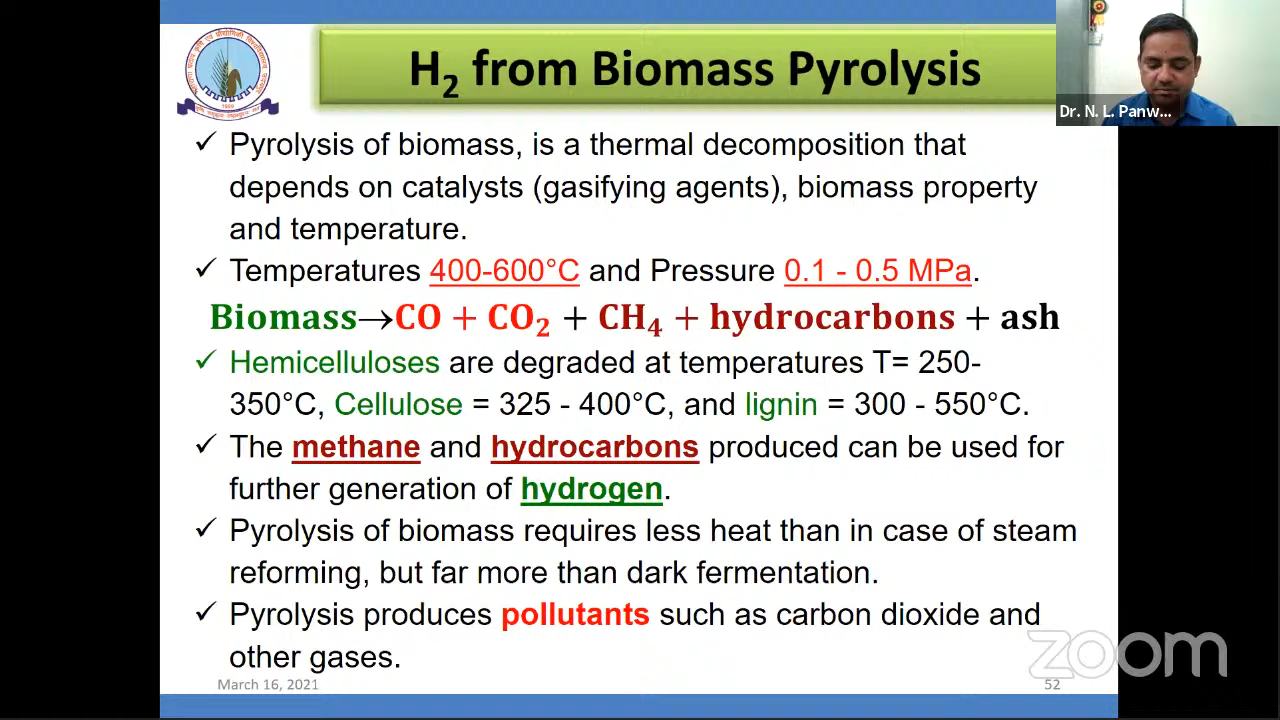 H2 from Biomass Pyrolysis
Dr. N. L. Panw...
✓ Pyrolysis of biomass, is a thermal decomposition that
depends on catalysts (gasifying agents), biomass property
and temperature.
✓ Temperatures 400-600°C and Pressure 0.1 - 0.5 MPa.
Biomass→CO + CO2 + CH4 + hydrocarbons + ash
✓ Hemicelluloses are degraded at temperatures T= 250-
350°C, Cellulose = 325 - 400°C, and lignin = 300 - 550°C.
✓ The methane and hydrocarbons produced can be used for
further generation of hydrogen.
✓ Pyrolysis of biomass requires less heat than in case of steam
reforming, but far more than dark fermentation.
✓ Pyrolysis produces pollutants such as carbon dioxide and
other gases.
zoom
March 16, 2021
52